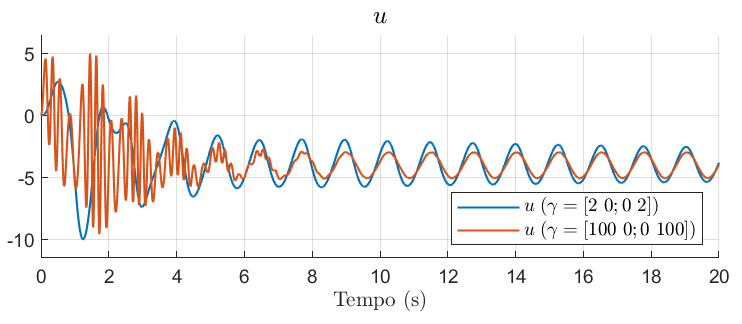 u
5
0
-5
-10
0 2 4 6 8 10 12 14 16 18 20
Tempo (s)
u (γ = [2 0; 0 2])
u (γ = [100 0; 0 100])